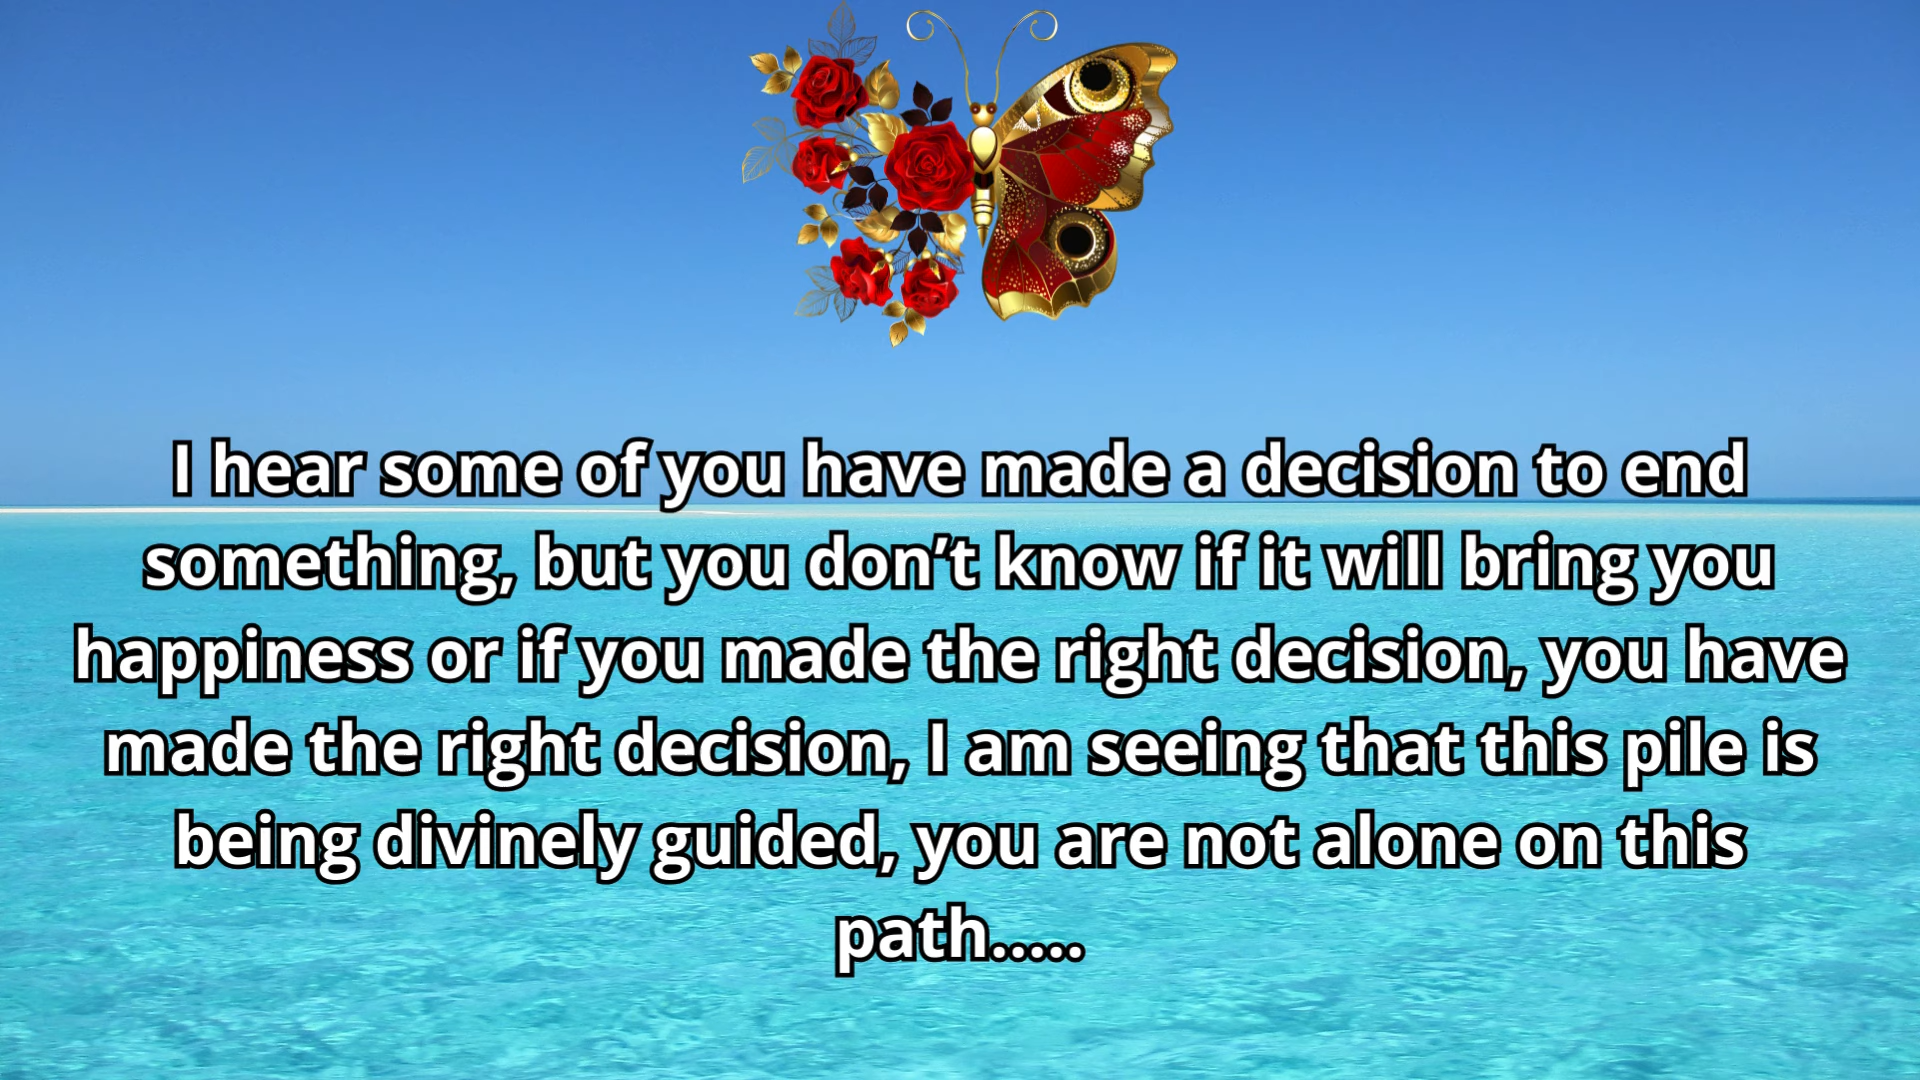 I hear some of you have made a decision to end
something, but you don’t know if it will bring you
happiness or if you made the right decision, you have
made the right decision, I am seeing that this pile is
being divinely guided, you are not alone on this
path.....